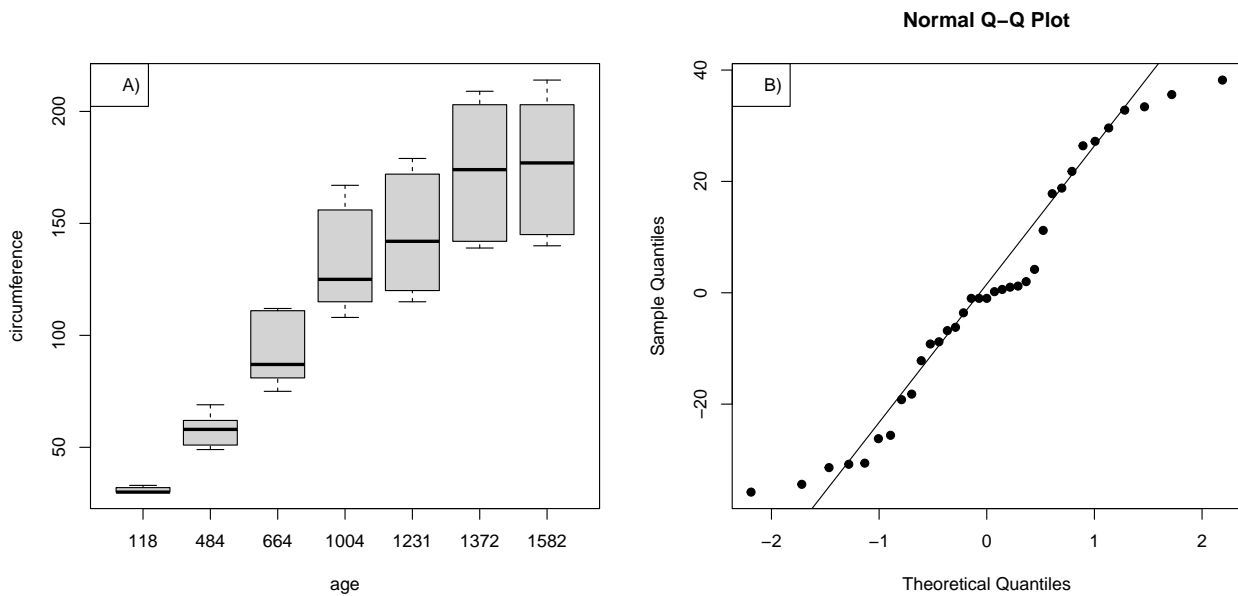 A)
circumference
200
150
100
50
118 484 664 1004 1231 1372 1582
age
Normal Q−Q Plot
B)
Sample Quantiles
40
20
0
−20
−2 −1 0 1 2
Theoretical Quantiles